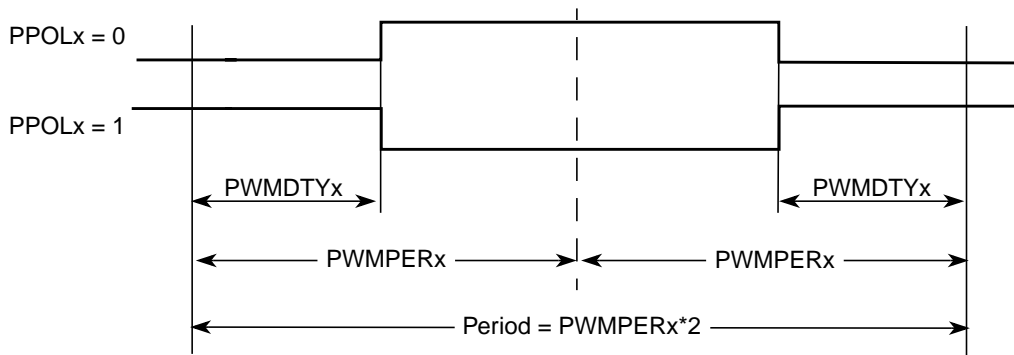 PPOLx = 0
PPOLx = 1
PWMDTYx
PWMDTYx
PWMPERx
PWMPERx
Period = PWMPERx*2